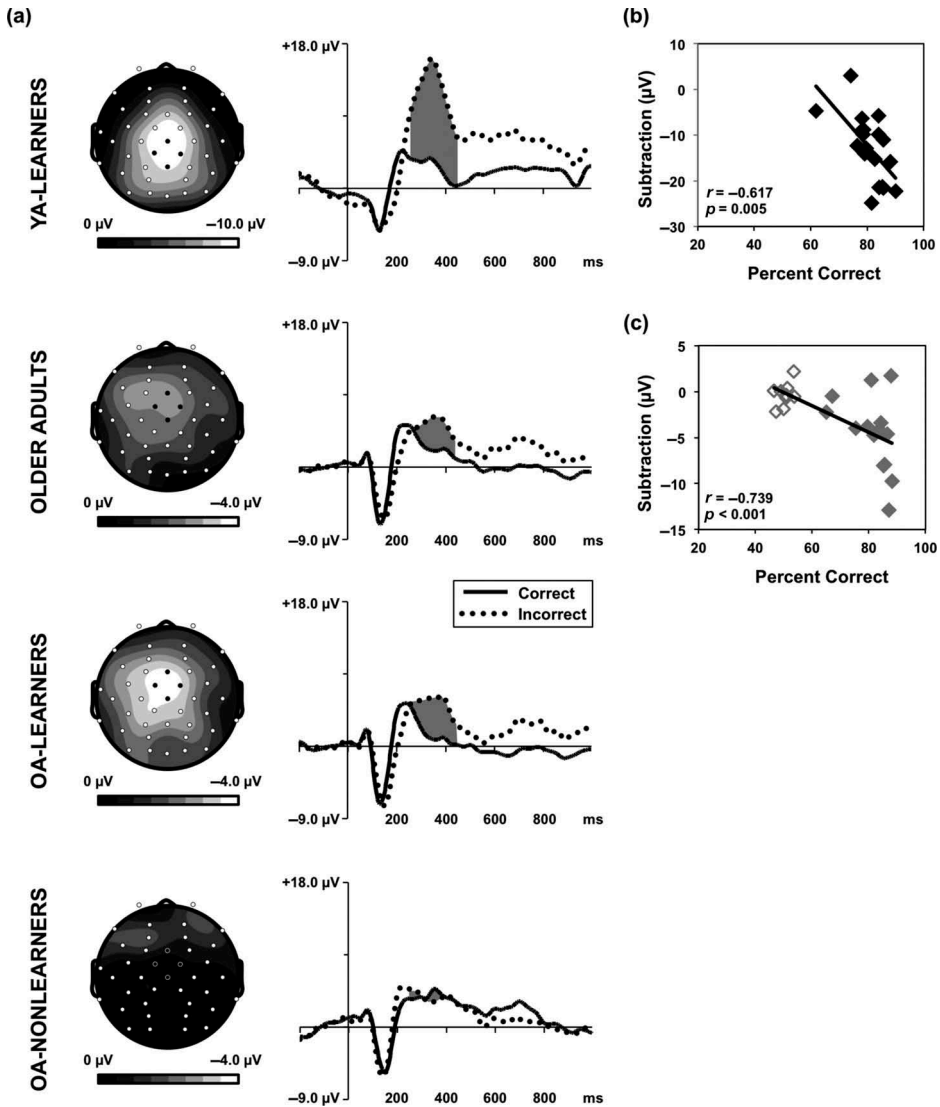 (a)
YA-LEARNERS
0 µV –10.0 µV
+18.0 µV
–9.0 µV
200 400 600 800 ms
OLDER ADULTS
0 µV –4.0 µV
+18.0 µV
–9.0 µV
200 400 600 800 ms
Correct
Incorrect
OA-LEARNERS
0 µV –4.0 µV
+18.0 µV
–9.0 µV
200 400 600 800 ms
OA-NONLEARNERS
0 µV –4.0 µV
+18.0 µV
–9.0 µV
200 400 600 800 ms
(b)
Subtraction (µV)
10
0
–10
–20
–30
r = –0.617
p = 0.005
20 40 60 80 100
Percent Correct
(c)
Subtraction (µV)
5
0
–5
–10
–15
r = –0.739
p < 0.001
20 40 60 80 100
Percent Correct